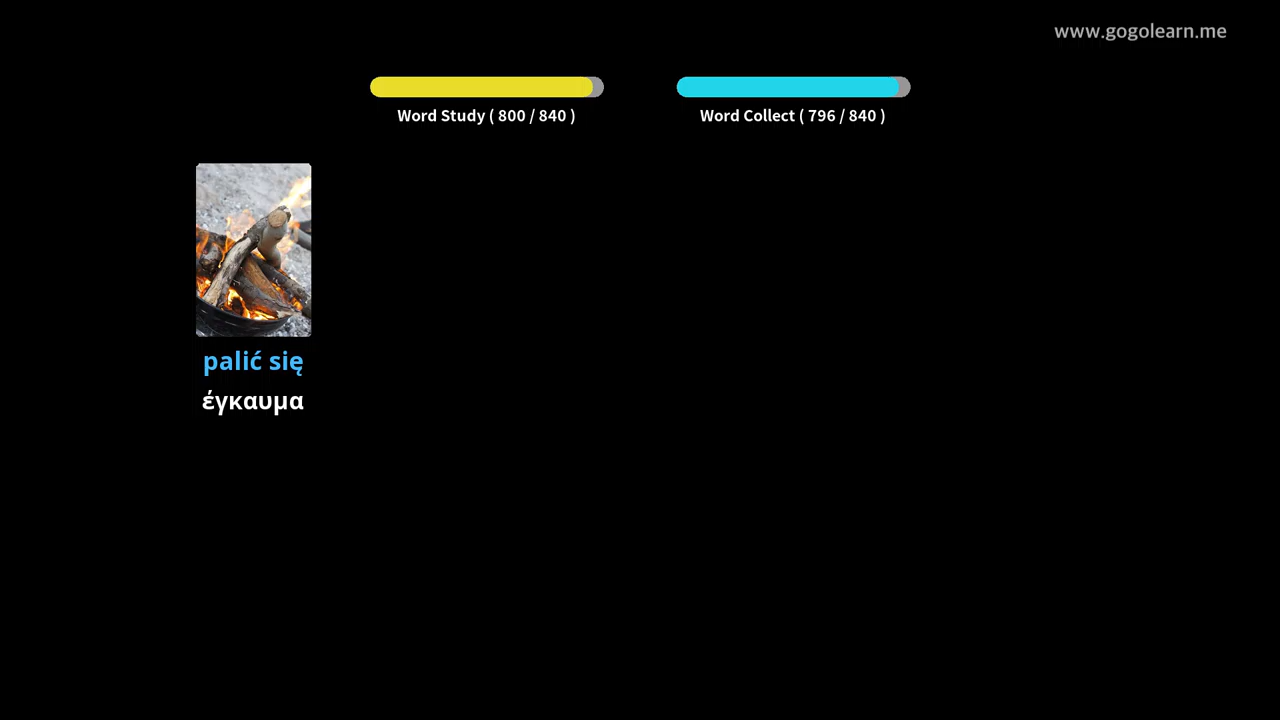 www.gogolearn.me
Word Study ( 800 / 840 )
Word Collect ( 796 / 840 )
palić się
έγκαυμα